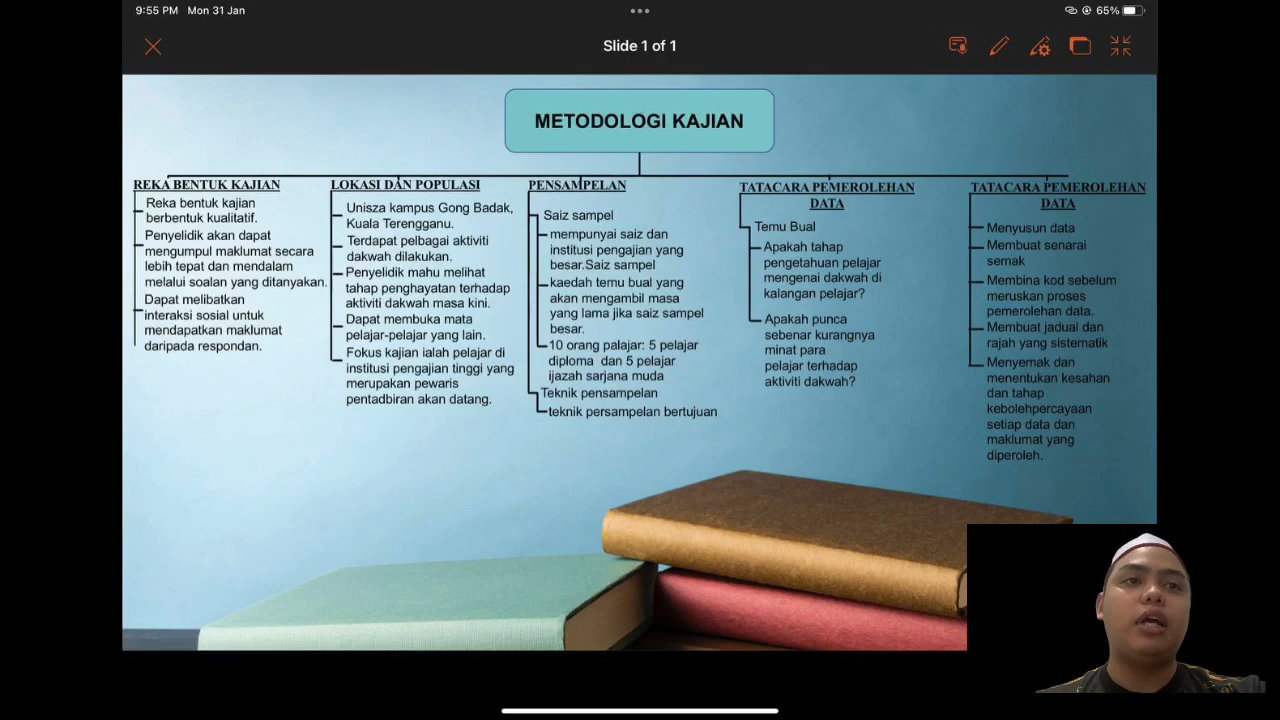 9:55 PM Mon 31 Jan
65%
Slide 1 of 1
METODOLOGI KAJIAN
REKA BENTUK KAJIAN
Reka bentuk kajian
berbentuk kualitatif.
Penyelidik akan dapat
mengumpul maklumat secara
lebih tepat dan mendalam
melalui soalan yang ditanyakan.
Dapat melibatkan
interaksi sosial untuk
mendapatkan maklumat
daripada respondan.
LOKASI DAN POPULASI
Unisza kampus Gong Badak,
Kuala Terengganu.
Terdapat pelbagai aktiviti
dakwah dilakukan.
Penyelidik mahu melihat
tahap penghayatan terhadap
aktiviti dakwah masa kini.
Dapat membuka mata
pelajar-pelajar yang lain.
Fokus kajian ialah pelajar di
institusi pengajian tinggi yang
merupakan pewaris
pentadbiran akan datang.
PENSAMPELAN
Saiz sampel
mempunyai saiz dan
institusi pengajian yang
besar.Saiz sampel
kaedah temu bual yang
akan mengambil masa
yang lama jika saiz sampel
besar.
10 orang palajar: 5 pelajar
diploma dan 5 pelajar
ijazah sarjana muda
Teknik pensampelan
teknik persampelan bertujuan
TATACARA PEMEROLEHAN
DATA
Temu Bual
Apakah tahap
pengetahuan pelajar
mengenai dakwah di
kalangan pelajar?
Apakah punca
sebenar kurangnya
minat para
pelajar terhadap
aktiviti dakwah?
TATACARA PEMEROLEHAN
DATA
Menyusun data
Membuat senarai
semak
Membina kod sebelum
meruskan proses
pemerolehan data.
Membuat jadual dan
rajah yang sistematik
Menyemak dan
menentukan kesahan
dan tahap
kebolehpercayaan
setiap data dan
maklumat yang
diperoleh.